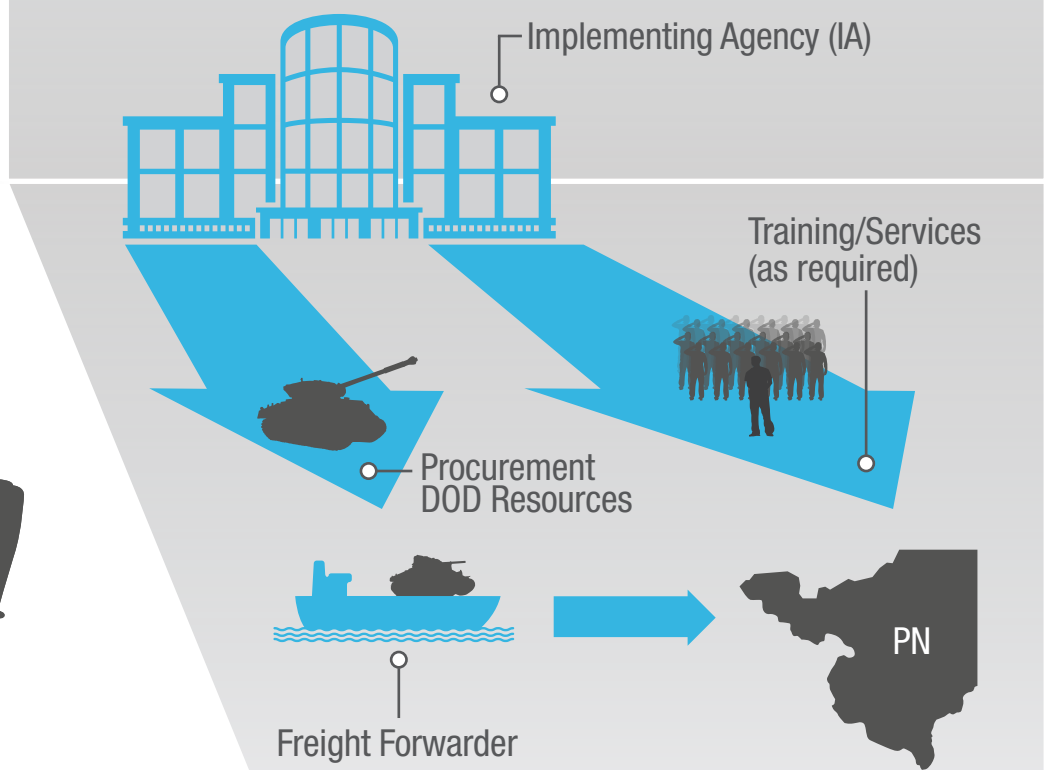 Implementing Agency (IA)
Training/Services
(as required)
Procurement
DOD Resources
PN
Freight Forwarder